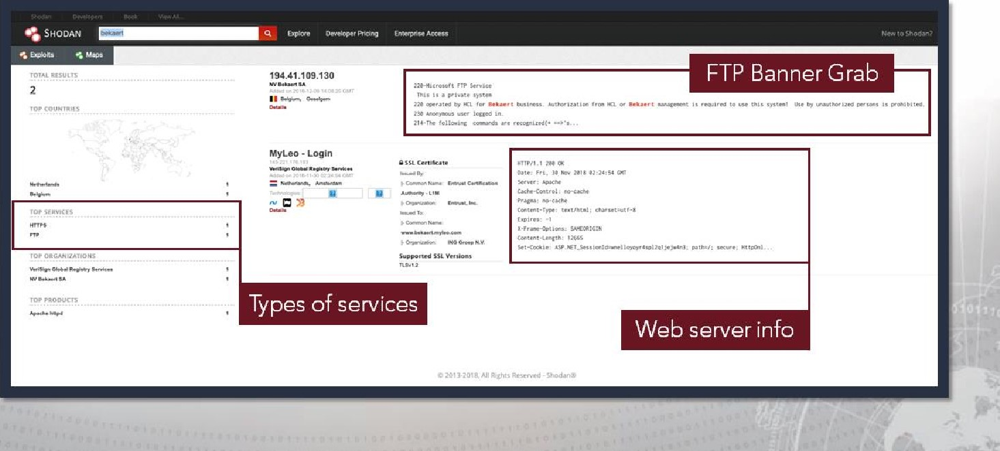 Shodan Developers Book View All...
SHODAN bekaert Explore Developer Pricing Enterprise Access New to Shodan?
Exploits Maps
TOTAL RESULTS
2
TOP COUNTRIES
Netherlands 1
Belgium 1
TOP SERVICES
HTTPS 1
FTP 1
TOP ORGANIZATIONS
VeriSign Global Registry Services 1
NV Bekaert SA 1
TOP PRODUCTS
Apache httpd 1
Types of services
194.41.109.130
NV Bekaert SA
Added on 2018-12-09 14:08:20 GMT
Belgium, Oeselgem
Details
FTP Banner Grab
220-Microsoft FTP Service
This is a private system
220 operated by HCL for Bekaert business. Authorization from HCL or Bekaert management is required to use this system! Use by unauthorized persons is prohibited.
230 Anonymous user logged in.
214-The following commands are recognized(* ==>'s...
MyLeo - Login
VeriSign Global Registry Services
Added on 2018-11-30 02:24:54 GMT
Netherlands, Amsterdam
Technologies:
Details
SSL Certificate
Issued By:
|- Common Name: Entrust Certification
Authority - L1M
|- Organization: Entrust, Inc.
Issued To:
|- Common Name:
www.bekaert.myleo.com
|- Organization: ING Groep N.V.
Supported SSL Versions
TLSv1.2
HTTP/1.1 200 OK
Date: Fri, 30 Nov 2018 02:24:54 GMT
Server: Apache
Cache-Control: no-cache
Pragma: no-cache
Content-Type: text/html; charset=utf-8
Expires: -1
X-Frame-Options: SAMEORIGIN
Content-Length: 12665
Set-Cookie: path=/; secure; HttpOnl...
Web server info
© 2013-2018, All Rights Reserved - Shodan®